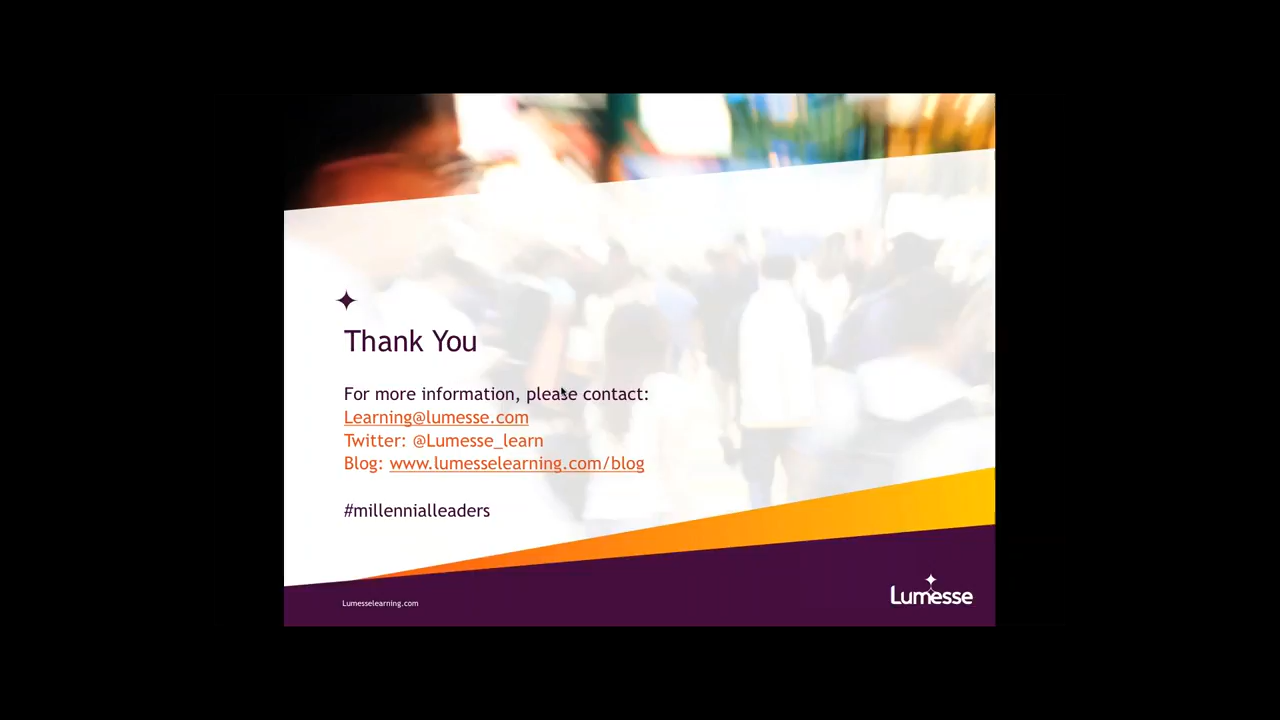 Thank You
For more information, please contact:
Learning@lumesse.com
Twitter: @Lumesse_learn
Blog: www.lumesselearning.com/blog
#millennialleaders
Lumesselearning.com
Lumesse